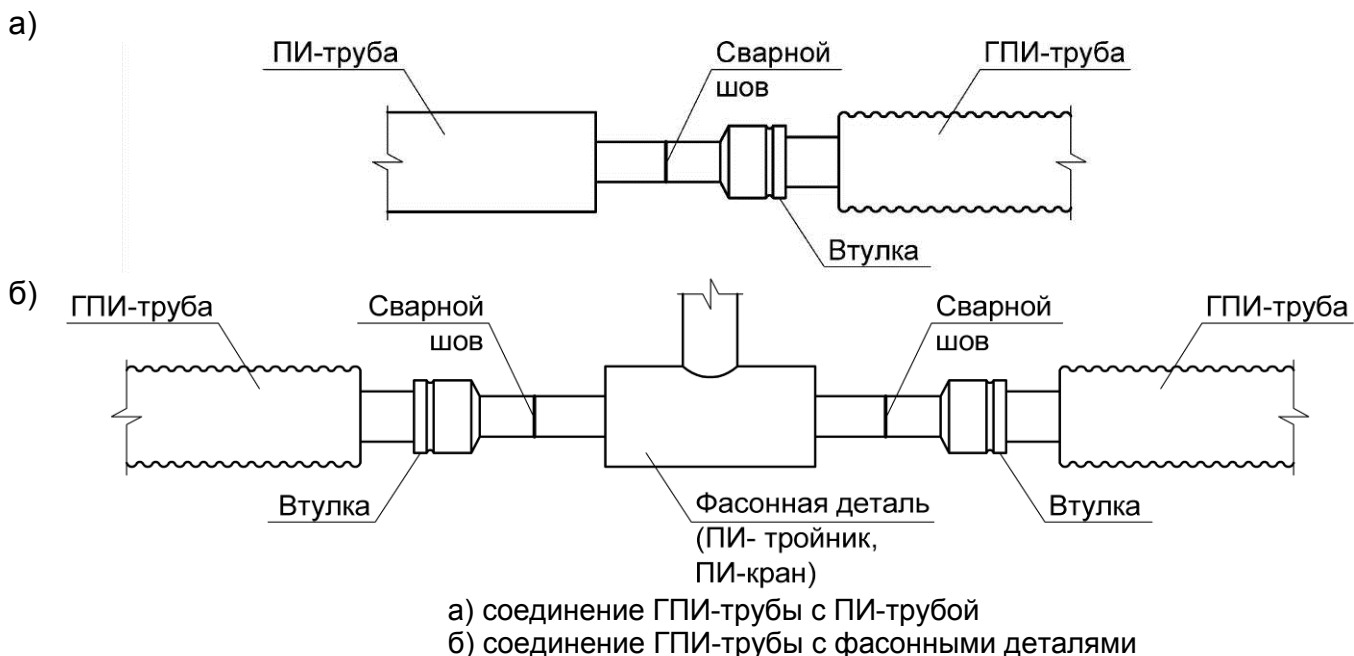 а)
ПИ-труба
Сварной
шов
ГПИ-труба
Втулка
б)
ГПИ-труба
Сварной
шов
Сварной
шов
ГПИ-труба
Втулка
Фасонная деталь
(ПИ- тройник,
ПИ-кран)
Втулка
а) соединение ГПИ-трубы с ПИ-трубой
б) соединение ГПИ-трубы с фасонными деталями